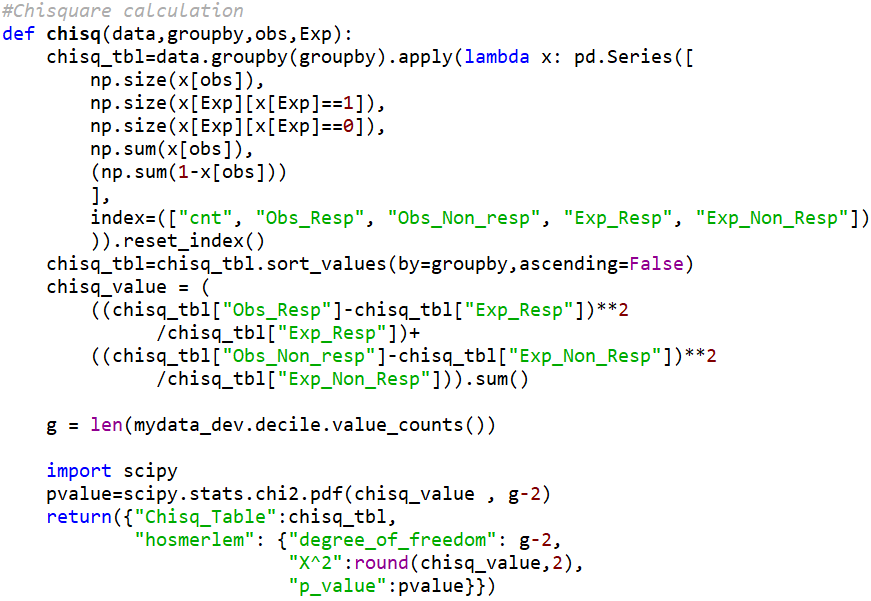 #Chisquare calculation
def chisq(data,groupby,obs,Exp):
    chisq_tbl=data.groupby(groupby).apply(lambda x: pd.Series([
        np.size(x[obs]),
        np.size(x[Exp][x[Exp]==1]),
        np.size(x[Exp][x[Exp]==0]),
        np.sum(x[obs]),
        (np.sum(1-x[obs]))
        ],
        index=(["cnt", "Obs_Resp", "Obs_Non_resp", "Exp_Resp", "Exp_Non_Resp"])
        )).reset_index()
    chisq_tbl=chisq_tbl.sort_values(by=groupby,ascending=False)
    chisq_value = (
        ((chisq_tbl["Obs_Resp"]-chisq_tbl["Exp_Resp"])**2
              /chisq_tbl["Exp_Resp"])+
        ((chisq_tbl["Obs_Non_resp"]-chisq_tbl["Exp_Non_Resp"])**2
              /chisq_tbl["Exp_Non_Resp"])).sum()

    g = len(mydata_dev.decile.value_counts())

    import scipy
    pvalue=scipy.stats.chi2.pdf(chisq_value , g-2)
    return({"Chisq_Table":chisq_tbl,
            "hosmerlem": {"degree_of_freedom": g-2,
                          "X^2":round(chisq_value,2),
                          "p_value":pvalue}})